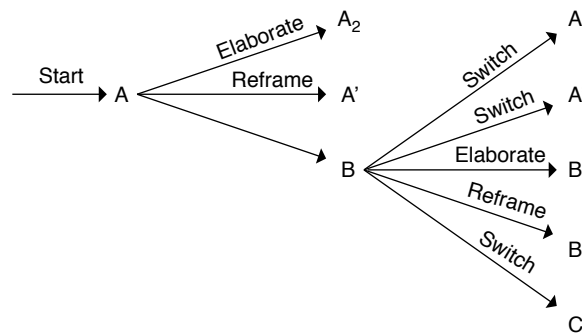 Start
A
Elaborate
A₂
Reframe
A'
B
Switch
A
Switch
A
Elaborate
B
Reframe
B
Switch
C